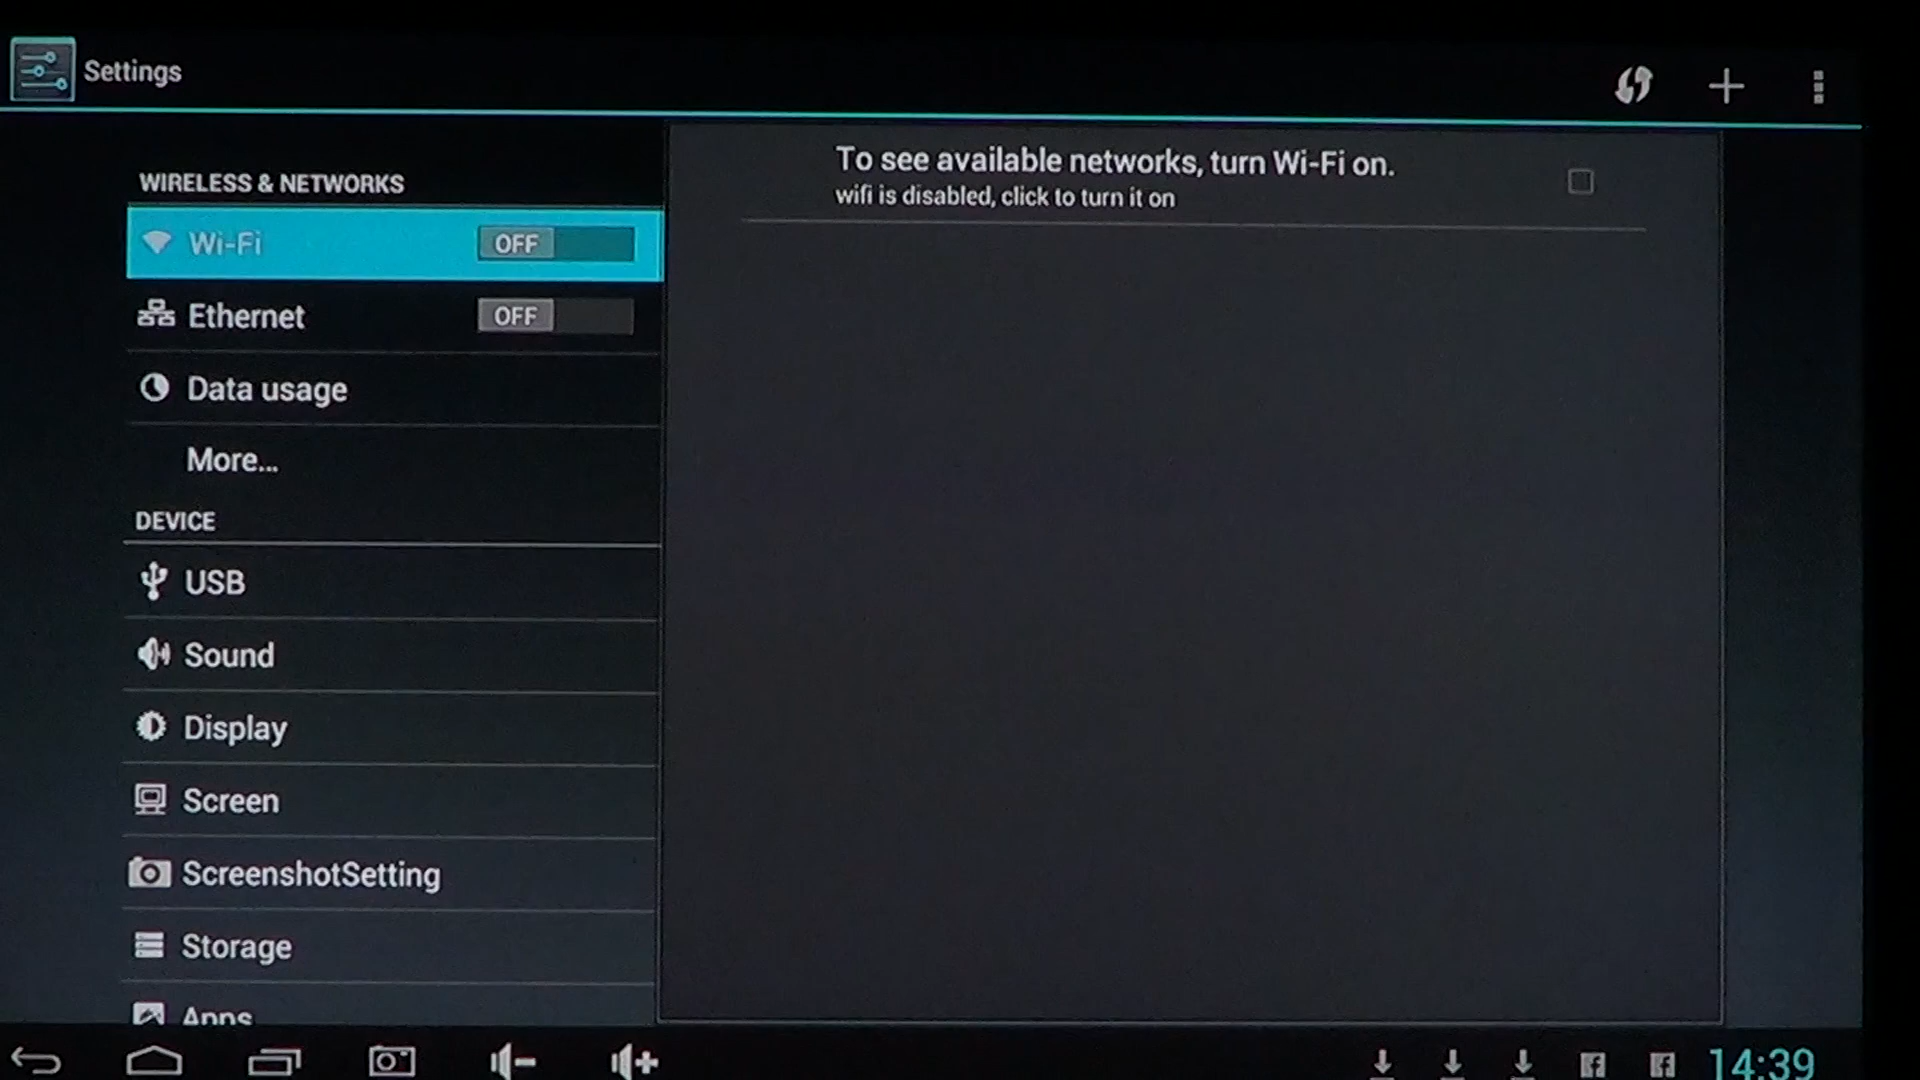 Settings
WIRELESS & NETWORKS
Wi-Fi
OFF
Ethernet
OFF
Data usage
More...
DEVICE
USB
Sound
Display
Screen
ScreenshotSetting
Storage
Apps
To see available networks, turn Wi-Fi on.
wifi is disabled, click to turn it on
14:39